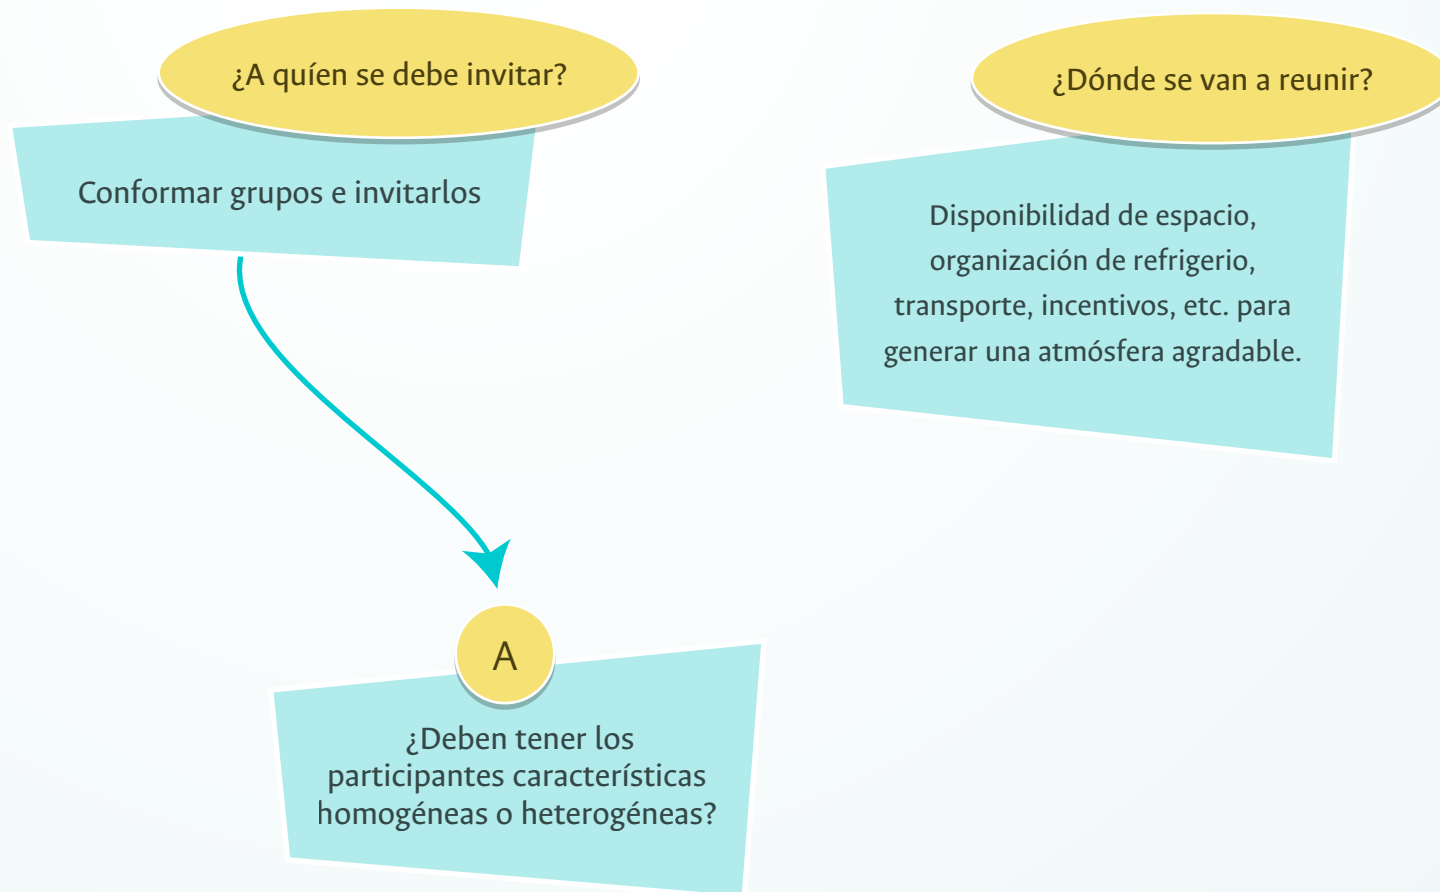 ¿A quíen se debe invitar?
Conformar grupos e invitarlos
¿Dónde se van a reunir?
Disponibilidad de espacio,
organización de refrigerio,
transporte, incentivos, etc. para
generar una atmósfera agradable.
A
¿Deben tener los
participantes características
homogéneas o heterogéneas?